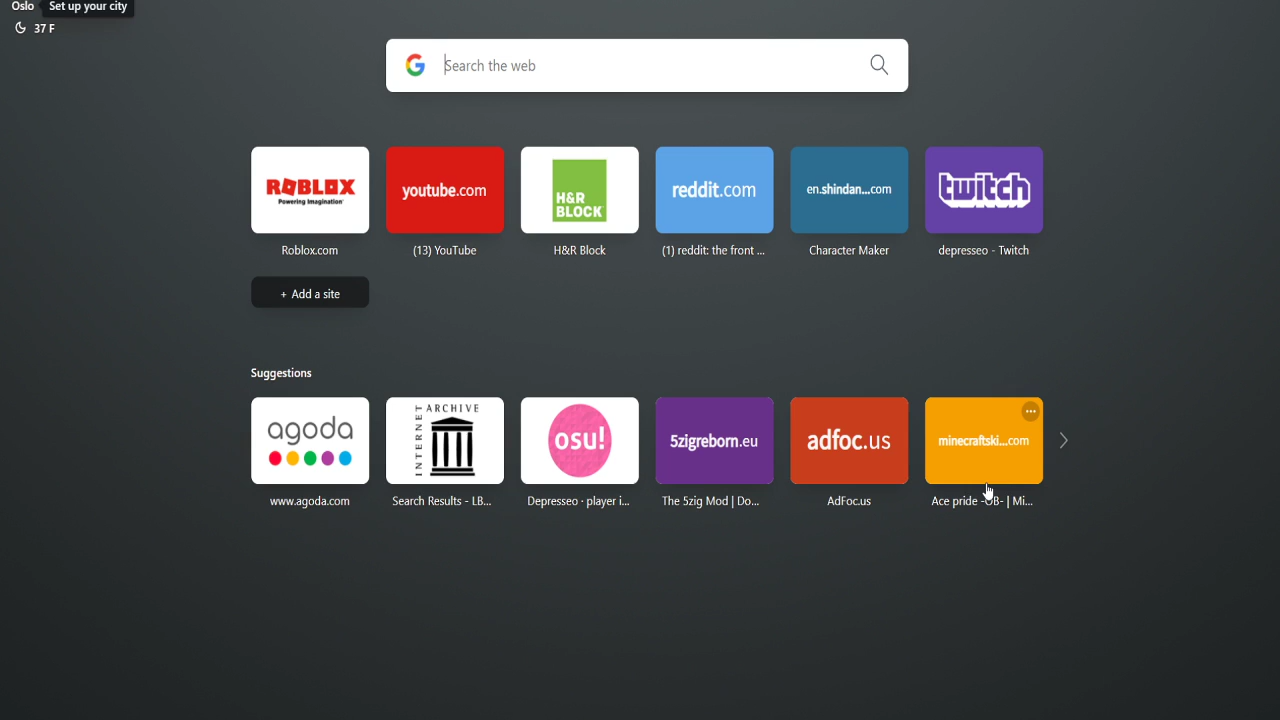 Oslo Set up your city
37 F
Search the web
ROBLOX
Powering Imagination
youtube.com
H&R
BLOCK
reddit.com
en.shindan...com
twitch
Roblox.com
(13) YouTube
H&R Block
(1) reddit: the front ...
Character Maker
depresseo - Twitch
+ Add a site
Suggestions
agoda
INTERNET ARCHIVE
osu!
5zigreborn.eu
adfoc.us
minecraftski...com
www.agoda.com
Search Results - LB...
Depresseo · player i...
The 5zig Mod | Do...
AdFoc.us
Ace pride -OB- | Mi...